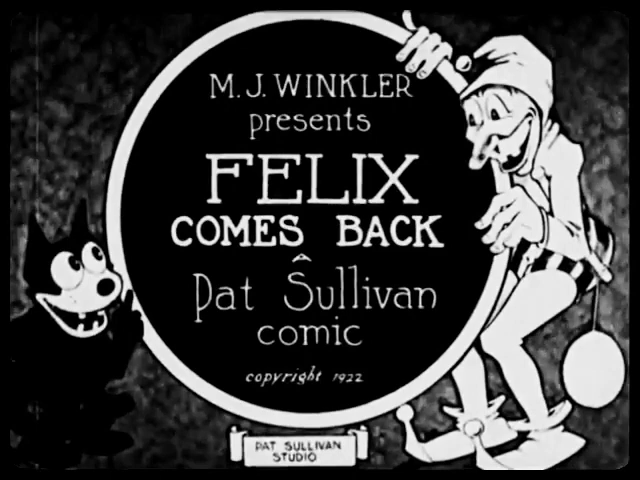 M.J. WINKLER
presents
FELIX
COMES BACK
A
Pat Sullivan
comic
copyright 1922
PAT SULLIVAN
STUDIO